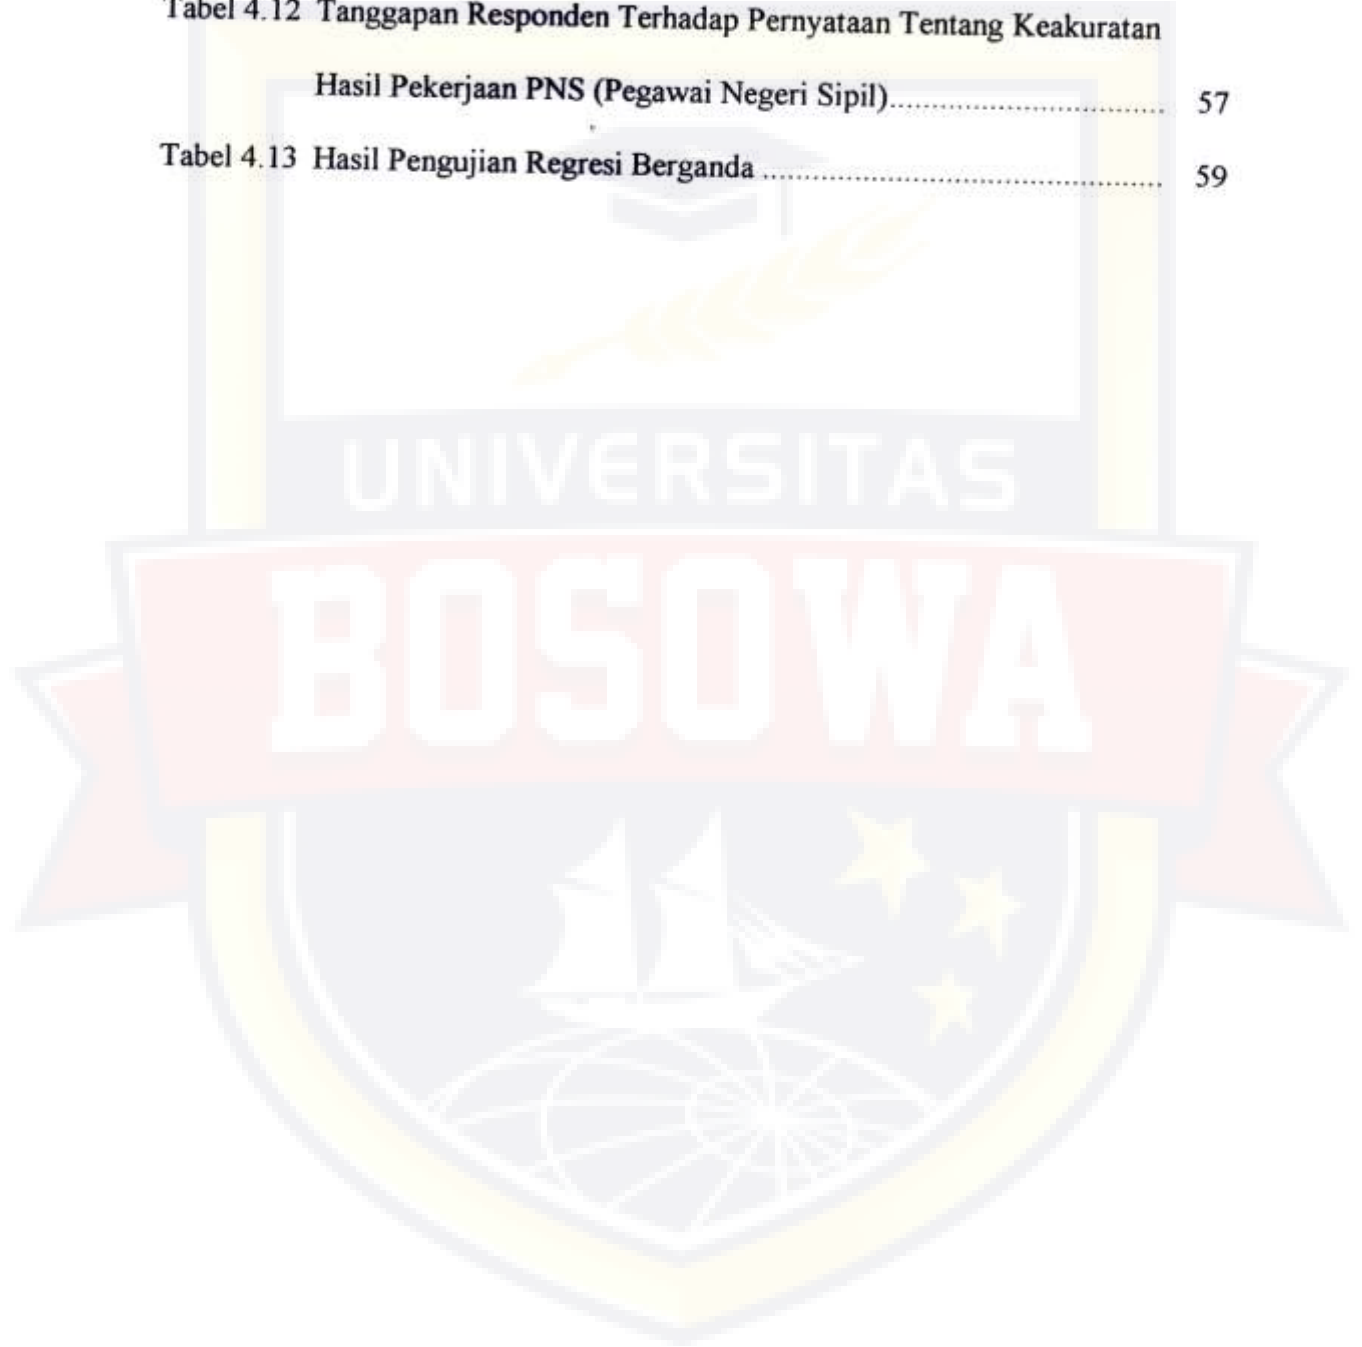 Tabel 4.12 Tanggapan Responden Terhadap Pernyataan Tentang Keakuratan
Hasil Pekerjaan PNS (Pegawai Negeri Sipil)............................... 57
Tabel 4.13 Hasil Pengujian Regresi Berganda .............................................. 59
UNIVERSITAS
BOSOWA